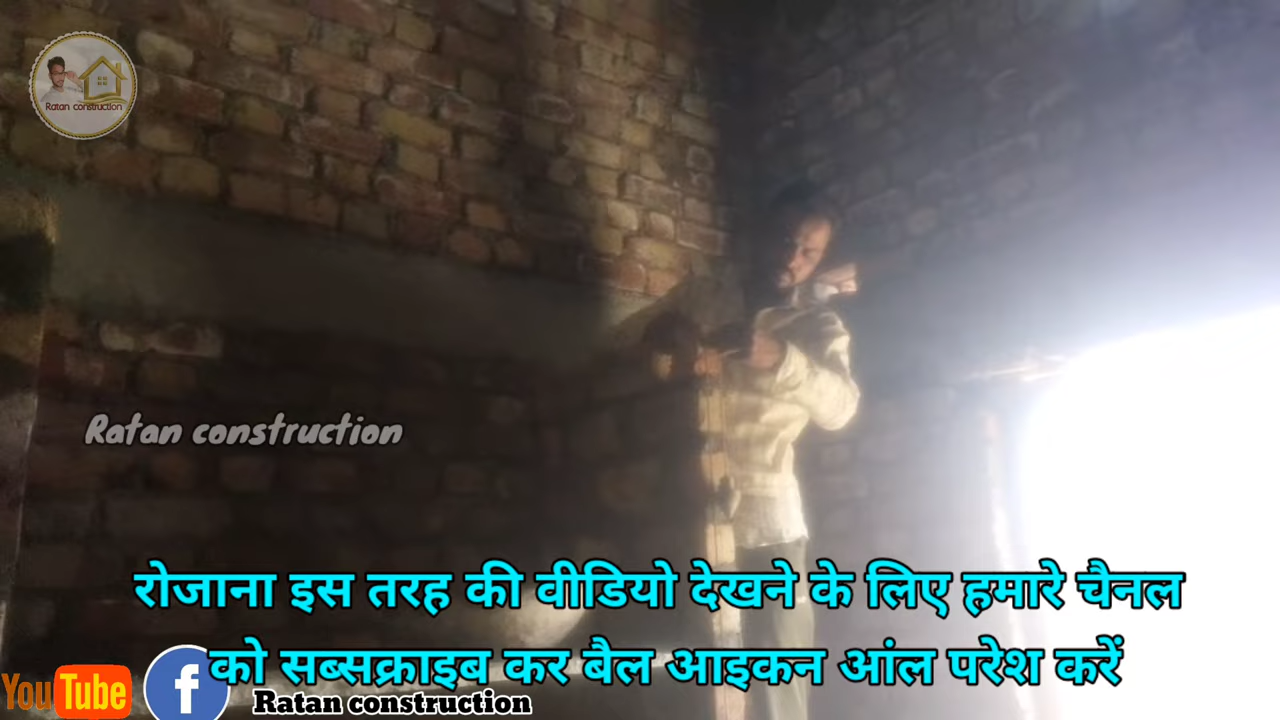 Ratan construction
Ratan construction
रोजाना इस तरह की वीडियो देखने के लिए हमारे चैनल
को सब्सक्राइब कर बैल आइकन आंल परेश करें
YouTube
f
Ratan construction